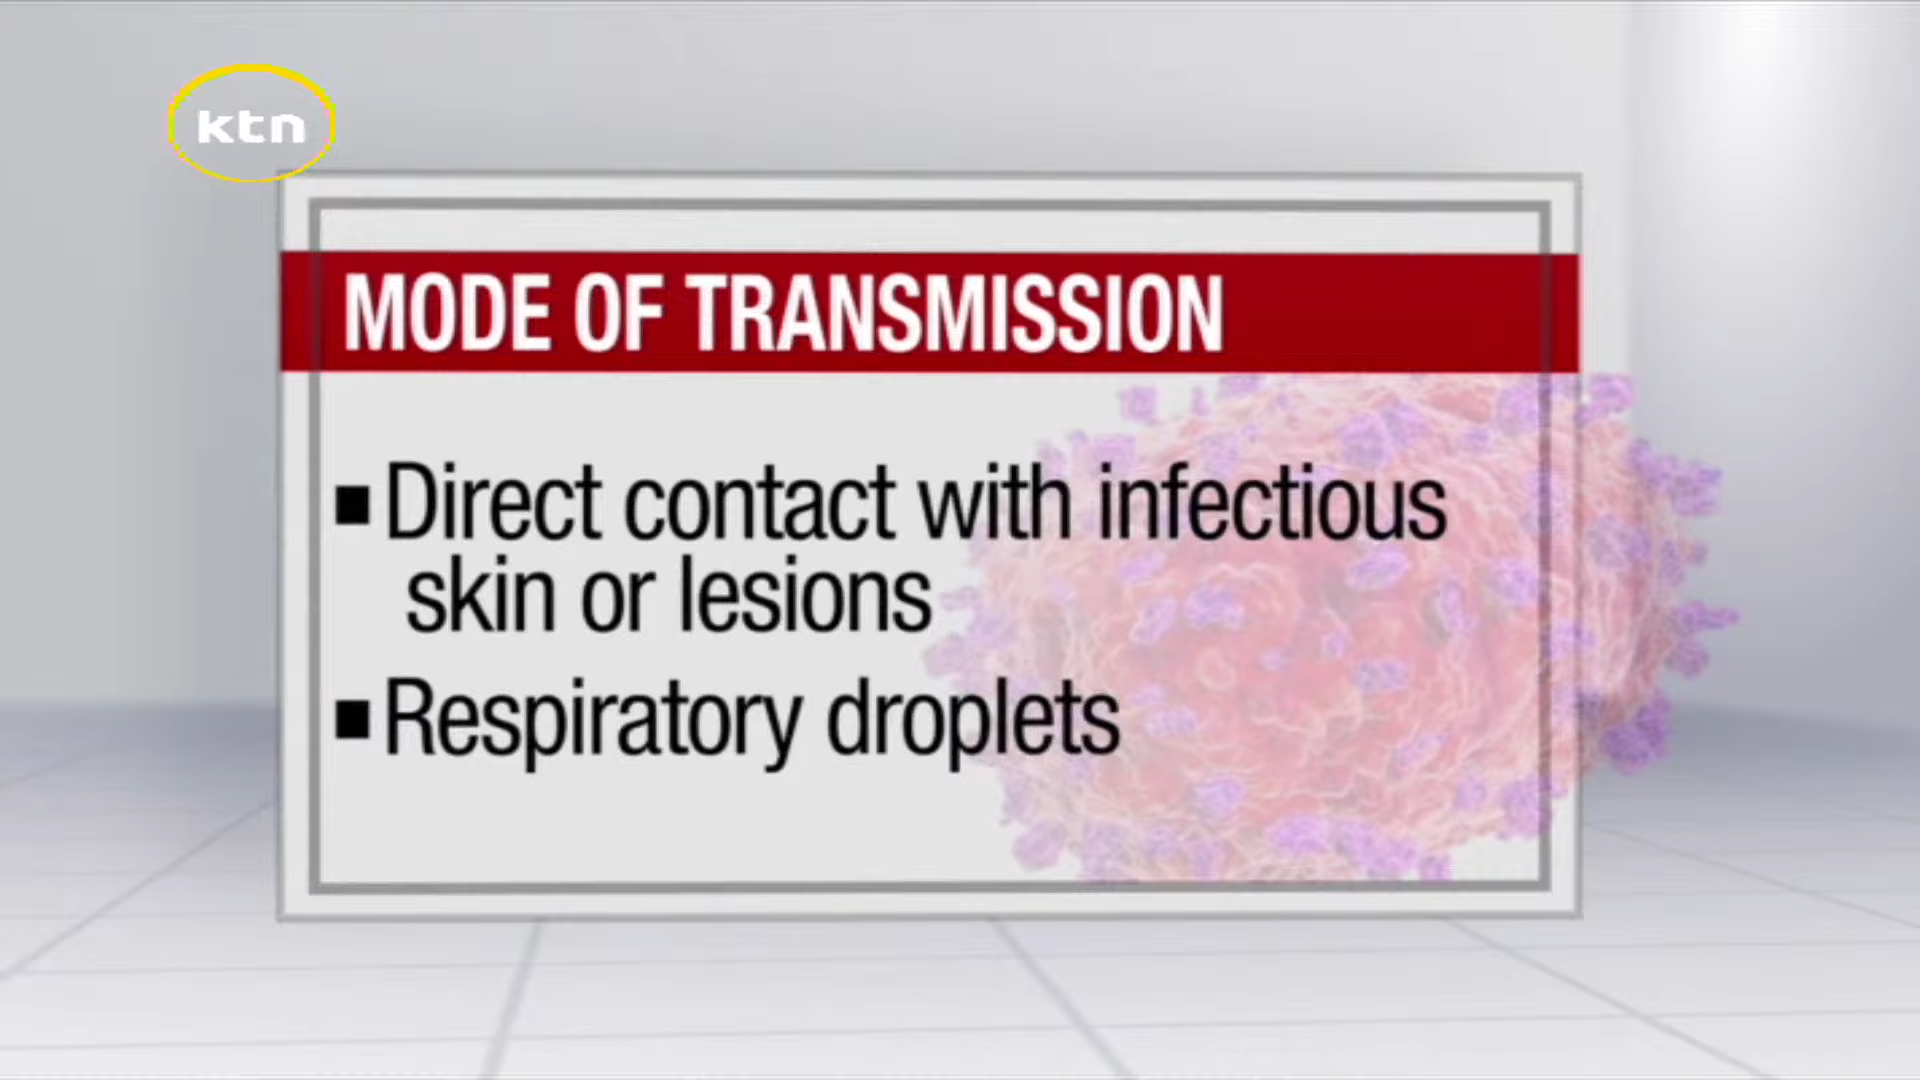 ktn
MODE OF TRANSMISSION
▪ Direct contact with infectious
skin or lesions
▪ Respiratory droplets